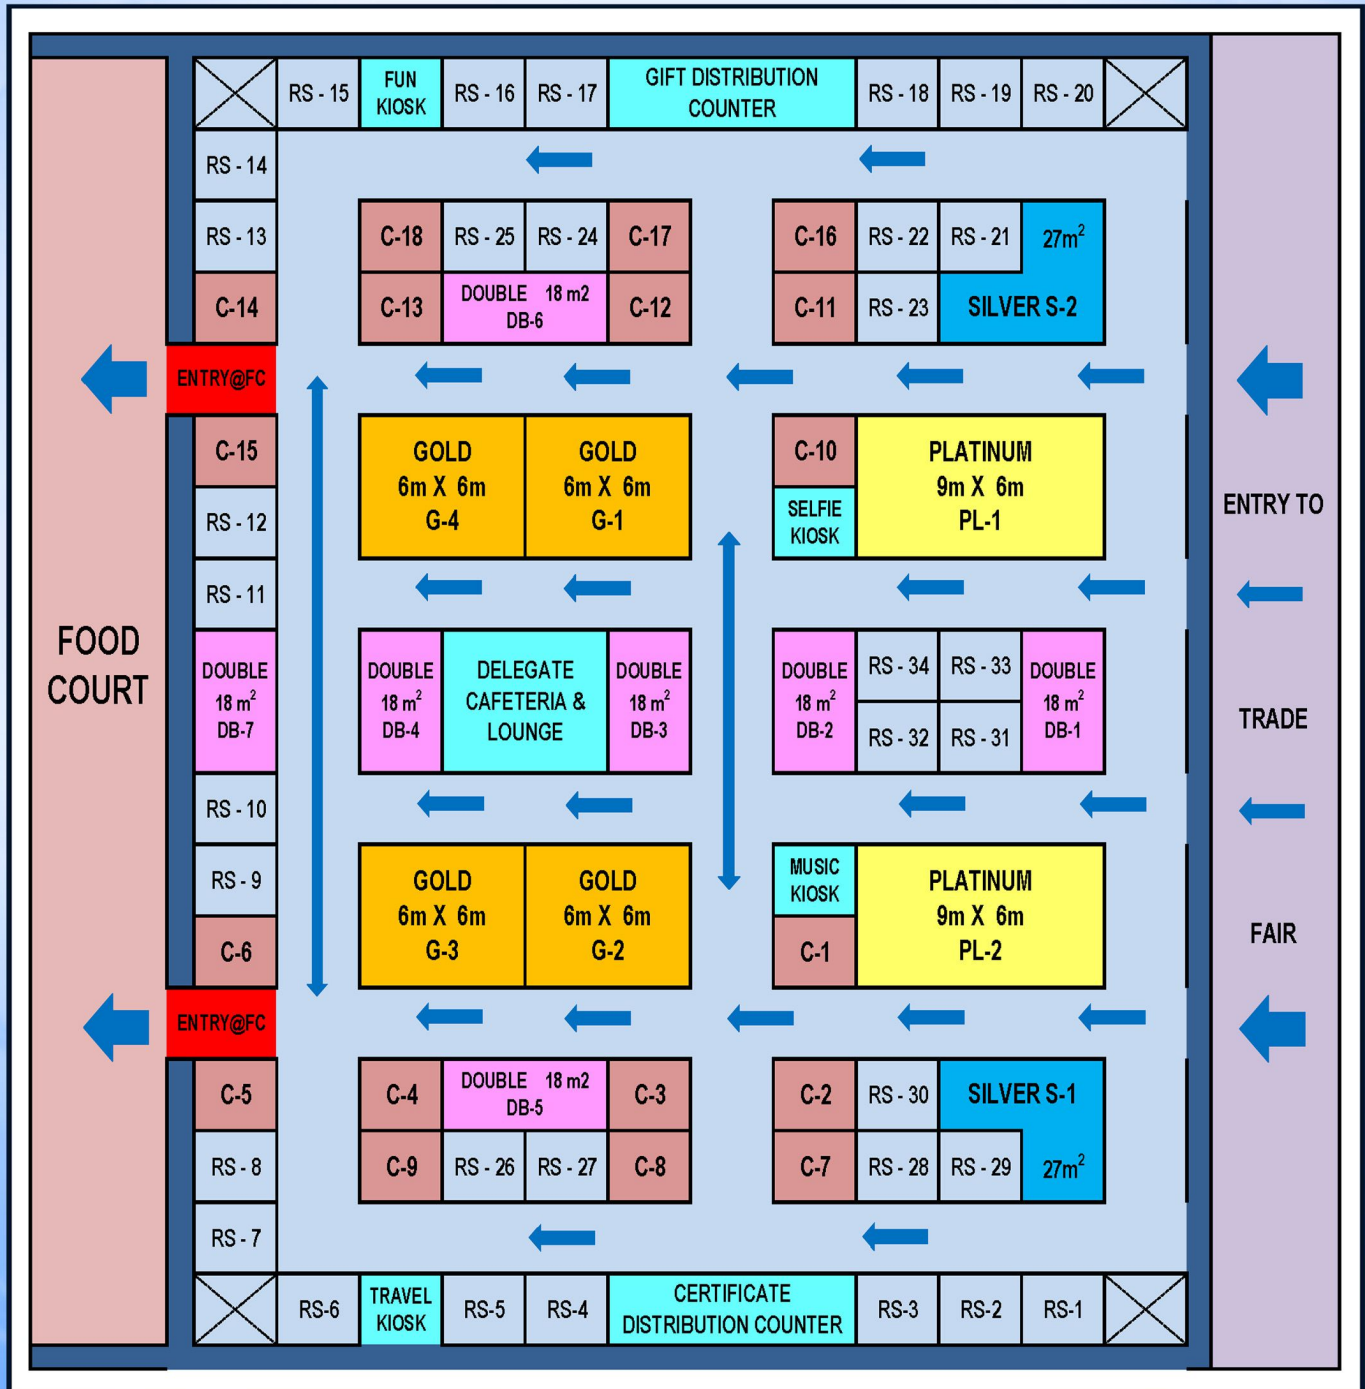 RS - 15
FUN
KIOSK
RS - 16
RS - 17
GIFT DISTRIBUTION
COUNTER
RS - 18
RS - 19
RS - 20
RS - 14
RS - 13
C-18
RS - 25
RS - 24
C-17
C-16
RS - 22
RS - 21
27m²
C-14
C-13
DOUBLE 18 m2
DB-6
C-12
C-11
RS - 23
SILVER S-2
ENTRY@FC
C-15
GOLD
6m X 6m
G-4
GOLD
6m X 6m
G-1
C-10
SELFIE
KIOSK
PLATINUM
9m X 6m
PL-1
RS - 12
RS - 11
FOOD
COURT
DOUBLE
18 m²
DB-7
DOUBLE
18 m²
DB-4
DELEGATE
CAFETERIA &
LOUNGE
DOUBLE
18 m²
DB-3
DOUBLE
18 m²
DB-2
RS - 34
RS - 33
RS - 32
RS - 31
DOUBLE
18 m²
DB-1
ENTRY TO
TRADE
FAIR
RS - 10
RS - 9
C-6
GOLD
6m X 6m
G-3
GOLD
6m X 6m
G-2
MUSIC
KIOSK
C-1
PLATINUM
9m X 6m
PL-2
ENTRY@FC
C-5
C-4
DOUBLE 18 m2
DB-5
C-3
C-2
RS - 30
SILVER S-1
RS - 8
C-9
RS - 26
RS - 27
C-8
C-7
RS - 28
RS - 29
27m²
RS - 7
RS-6
TRAVEL
KIOSK
RS-5
RS-4
CERTIFICATE
DISTRIBUTION COUNTER
RS-3
RS-2
RS-1